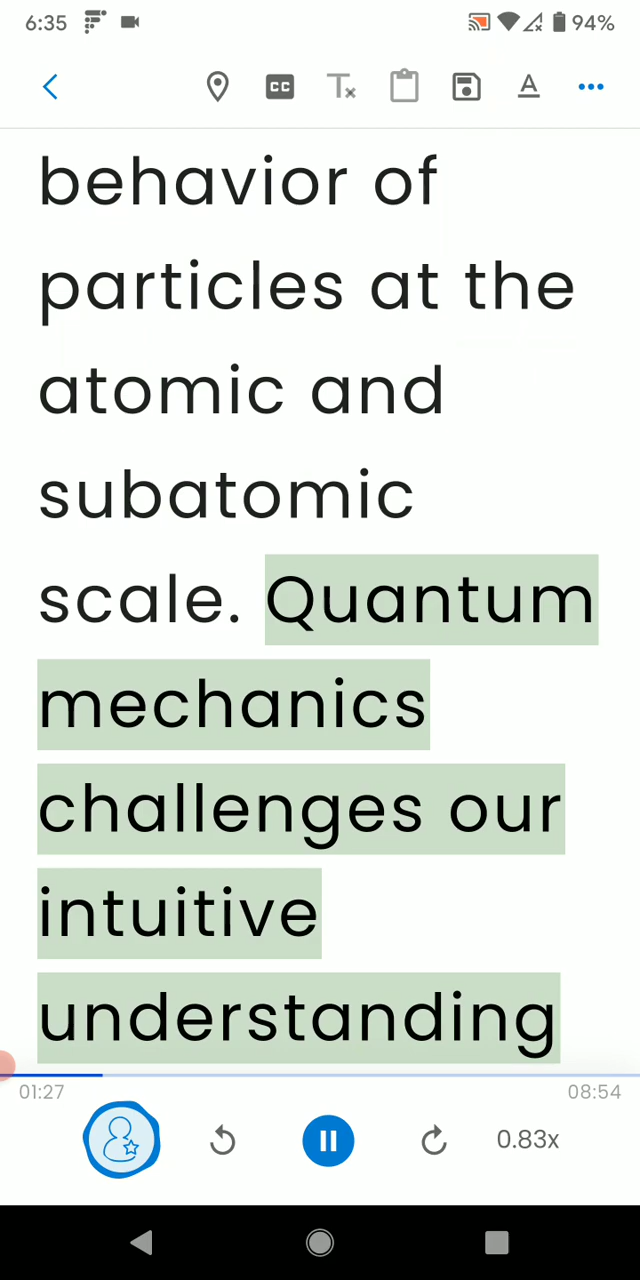 6:35 94%
CC
behavior of
particles at the
atomic and
subatomic
scale. Quantum
mechanics
challenges our
intuitive
understanding
01:27 08:54
0.83x